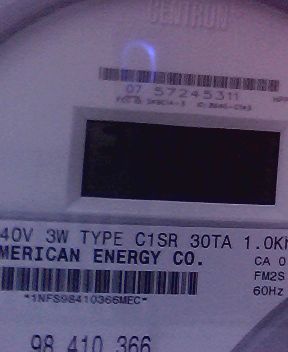 CENTRON
07 57245311
40V 3W TYPE C1SR 30TA 1.0Kh
MERICAN ENERGY CO.
CA 0
FM2S
60Hz
*1NFS98410366MEC*
98 410 366